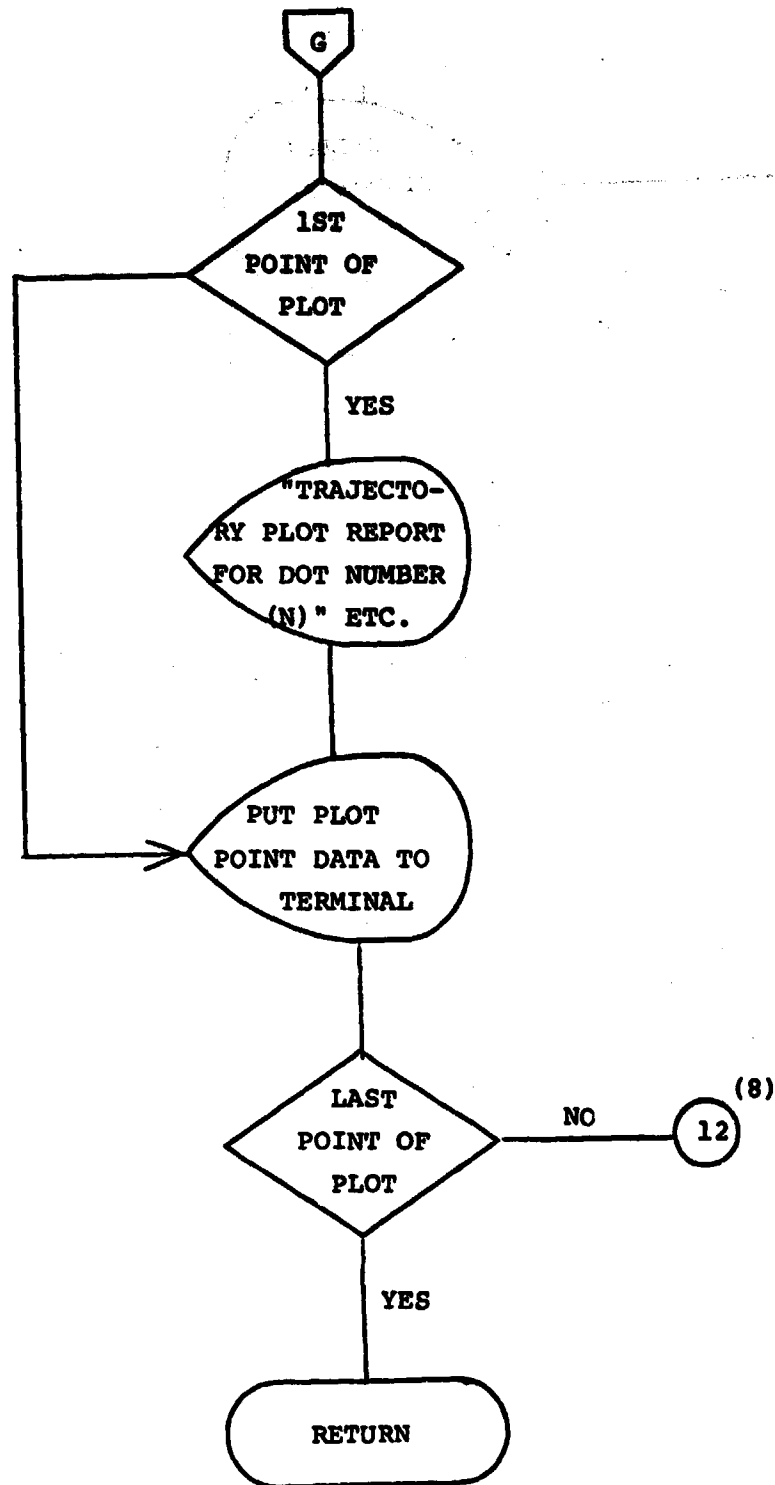 G
1ST
POINT OF
PLOT
YES
"TRAJECTO-
RY PLOT REPORT
FOR DOT NUMBER
(N)" ETC.
PUT PLOT
POINT DATA TO
TERMINAL
LAST
POINT OF
PLOT
NO
12
(8)
YES
RETURN